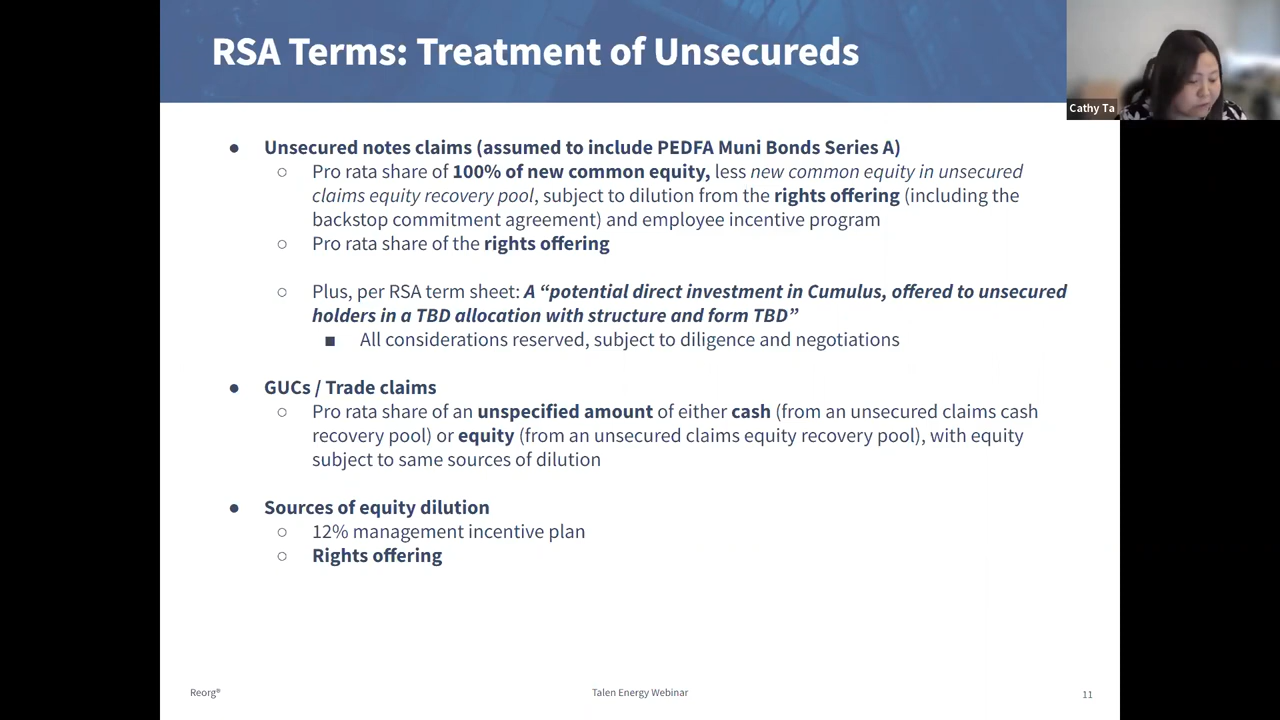 RSA Terms: Treatment of Unsecureds
Cathy Ta
● Unsecured notes claims (assumed to include PEDFA Muni Bonds Series A)
○ Pro rata share of 100% of new common equity, less new common equity in unsecured
claims equity recovery pool, subject to dilution from the rights offering (including the
backstop commitment agreement) and employee incentive program
○ Pro rata share of the rights offering
○ Plus, per RSA term sheet: A “potential direct investment in Cumulus, offered to unsecured
holders in a TBD allocation with structure and form TBD”
■ All considerations reserved, subject to diligence and negotiations
● GUCs / Trade claims
○ Pro rata share of an unspecified amount of either cash (from an unsecured claims cash
recovery pool) or equity (from an unsecured claims equity recovery pool), with equity
subject to same sources of dilution
● Sources of equity dilution
○ 12% management incentive plan
○ Rights offering
Reorg® Talen Energy Webinar 11